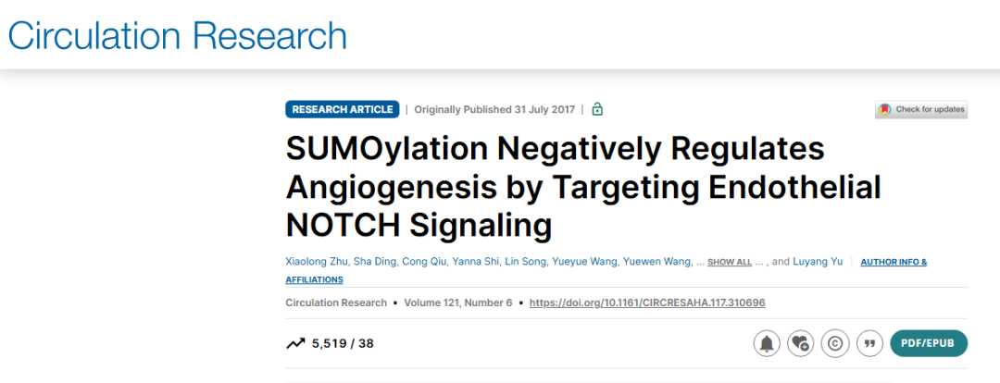 Circulation Research
RESEARCH ARTICLE | Originally Published 31 July 2017 |
Check for updates
SUMOylation Negatively Regulates
Angiogenesis by Targeting Endothelial
NOTCH Signaling
Xiaolong Zhu, Sha Ding, Cong Qiu, Yanna Shi, Lin Song, Yueyue Wang, Yuewen Wang, ... SHOW ALL ... , and Luyang Yu | AUTHOR INFO &
AFFILIATIONS
Circulation Research • Volume 121, Number 6 • https://doi.org/10.1161/CIRCRESAHA.117.310696
5,519 / 38
PDF/EPUB